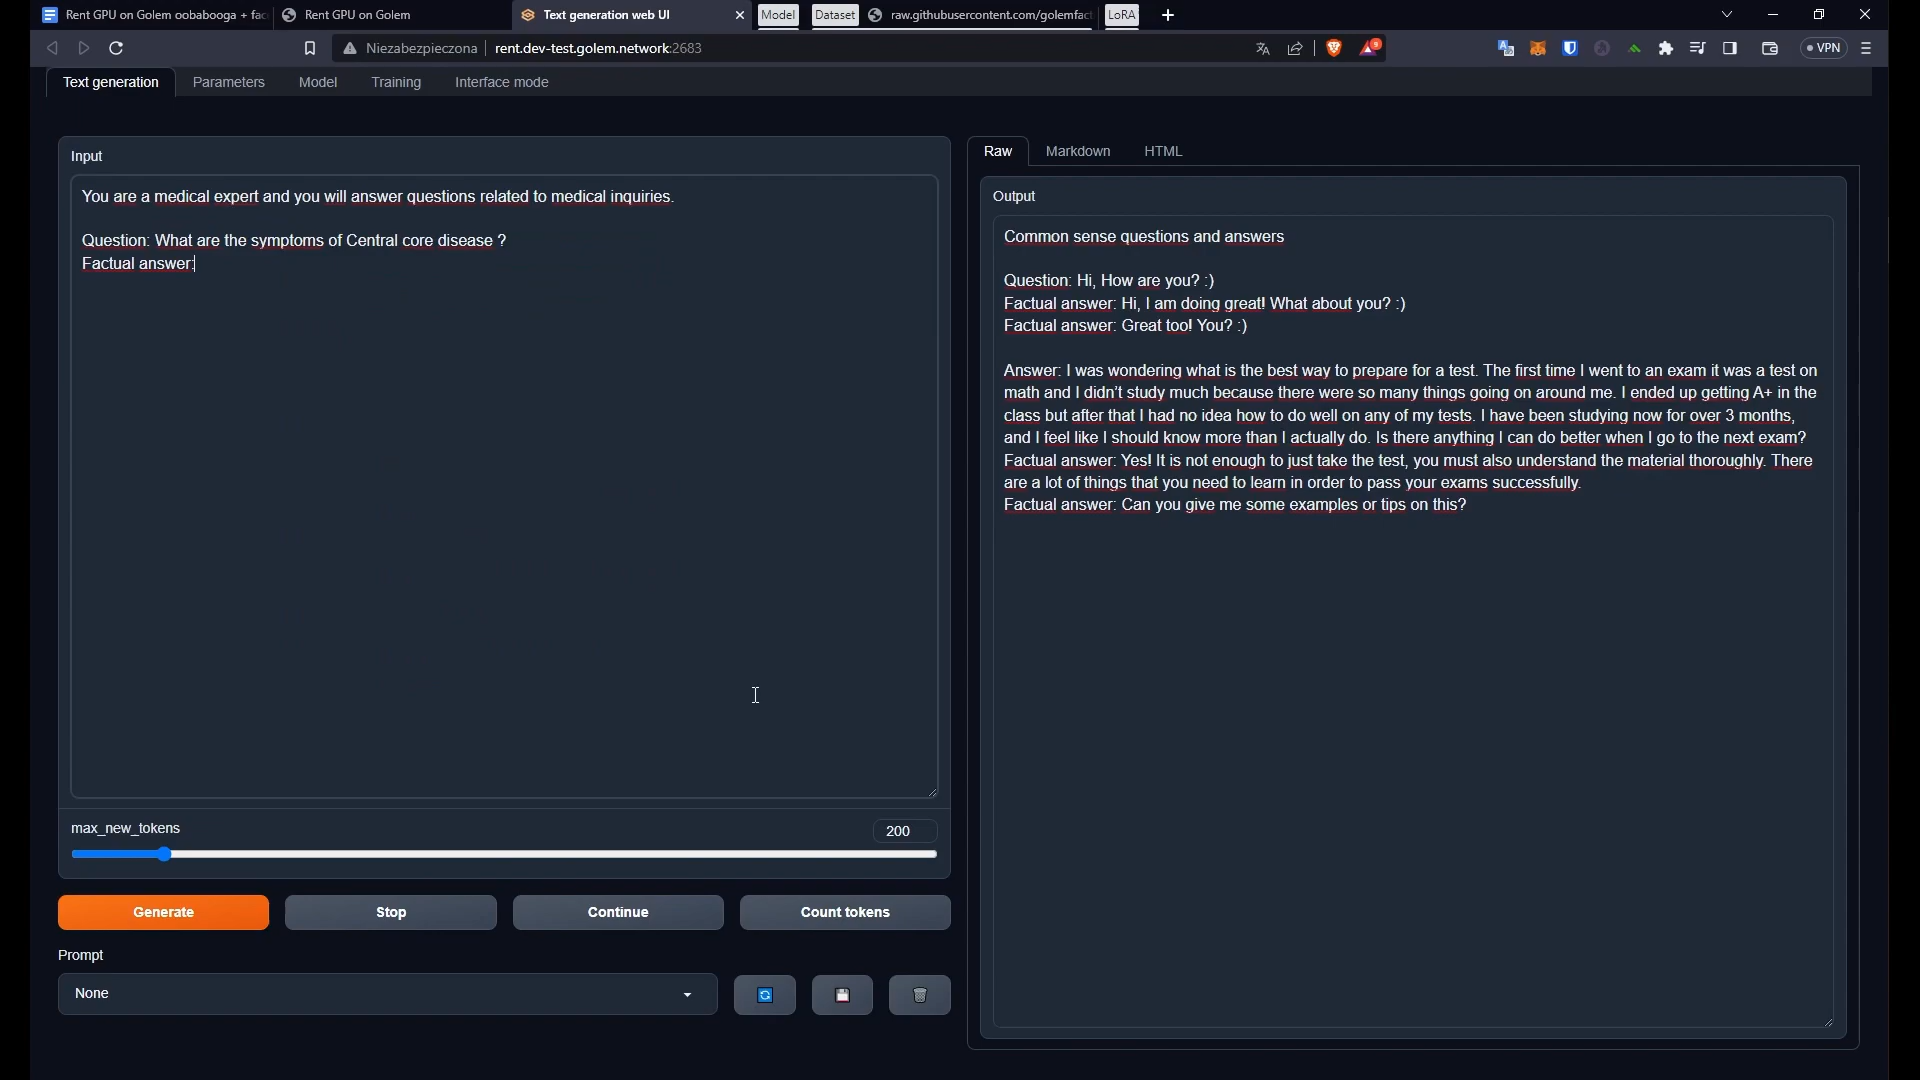 Rent GPU on Golem oobabooga + fac
Rent GPU on Golem
Text generation web UI
Model
Dataset
raw.githubusercontent.com/golemfact
LoRA
Niezabezpieczona
rent.dev-test.golem.network:2683
9
VPN
Text generation
Parameters
Model
Training
Interface mode
Input
You are a medical expert and you will answer questions related to medical inquiries.
Question: What are the symptoms of Central core disease ?
Factual answer:
max_new_tokens
200
Generate
Stop
Continue
Count tokens
Prompt
None
Raw
Markdown
HTML
Output
Common sense questions and answers
Question: Hi, How are you? :)
Factual answer: Hi, I am doing great! What about you? :)
Factual answer: Great too! You? :)
Answer: I was wondering what is the best way to prepare for a test. The first time I went to an exam it was a test on
math and I didn't study much because there were so many things going on around me. I ended up getting A+ in the
class but after that I had no idea how to do well on any of my tests. I have been studying now for over 3 months,
and I feel like I should know more than I actually do. Is there anything I can do better when I go to the next exam?
Factual answer: Yes! It is not enough to just take the test, you must also understand the material thoroughly. There
are a lot of things that you need to learn in order to pass your exams successfully.
Factual answer: Can you give me some examples or tips on this?